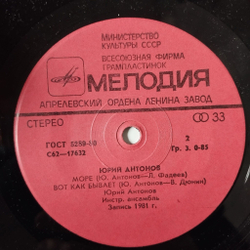 МИНИСТЕРСТВО
КУЛЬТУРЫ СССР
ВСЕСОЮЗНАЯ ФИРМА
ГРАМПЛАСТИНОК
МЕЛОДИЯ
АПРЕЛЕВСКИЙ ОРДЕНА ЛЕНИНА ЗАВОД
СТЕРЕО
33
ГОСТ 5289-80
2
С62—17632
Гр. 3. 0-85
ЮРИЙ АНТОНОВ
МОРЕ (Ю. Антонов—Л. Фадеев)
ВОТ КАК БЫВАЕТ (Ю. Антонов—В. Дюнин)
Юрий Антонов
Инстр. ансамбль
Запись 1981 г.